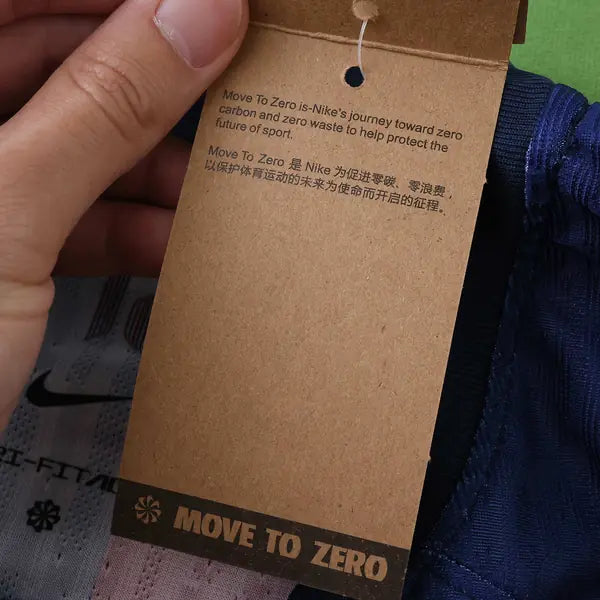 Move To Zero is-Nike's journey toward zero
carbon and zero waste to help protect the
future of sport.
Move To Zero 是 Nike 为促进零碳、零浪费,
以保护体育运动的未来为使命而开启的征程。
RI-FIT
MOVE TO ZERO